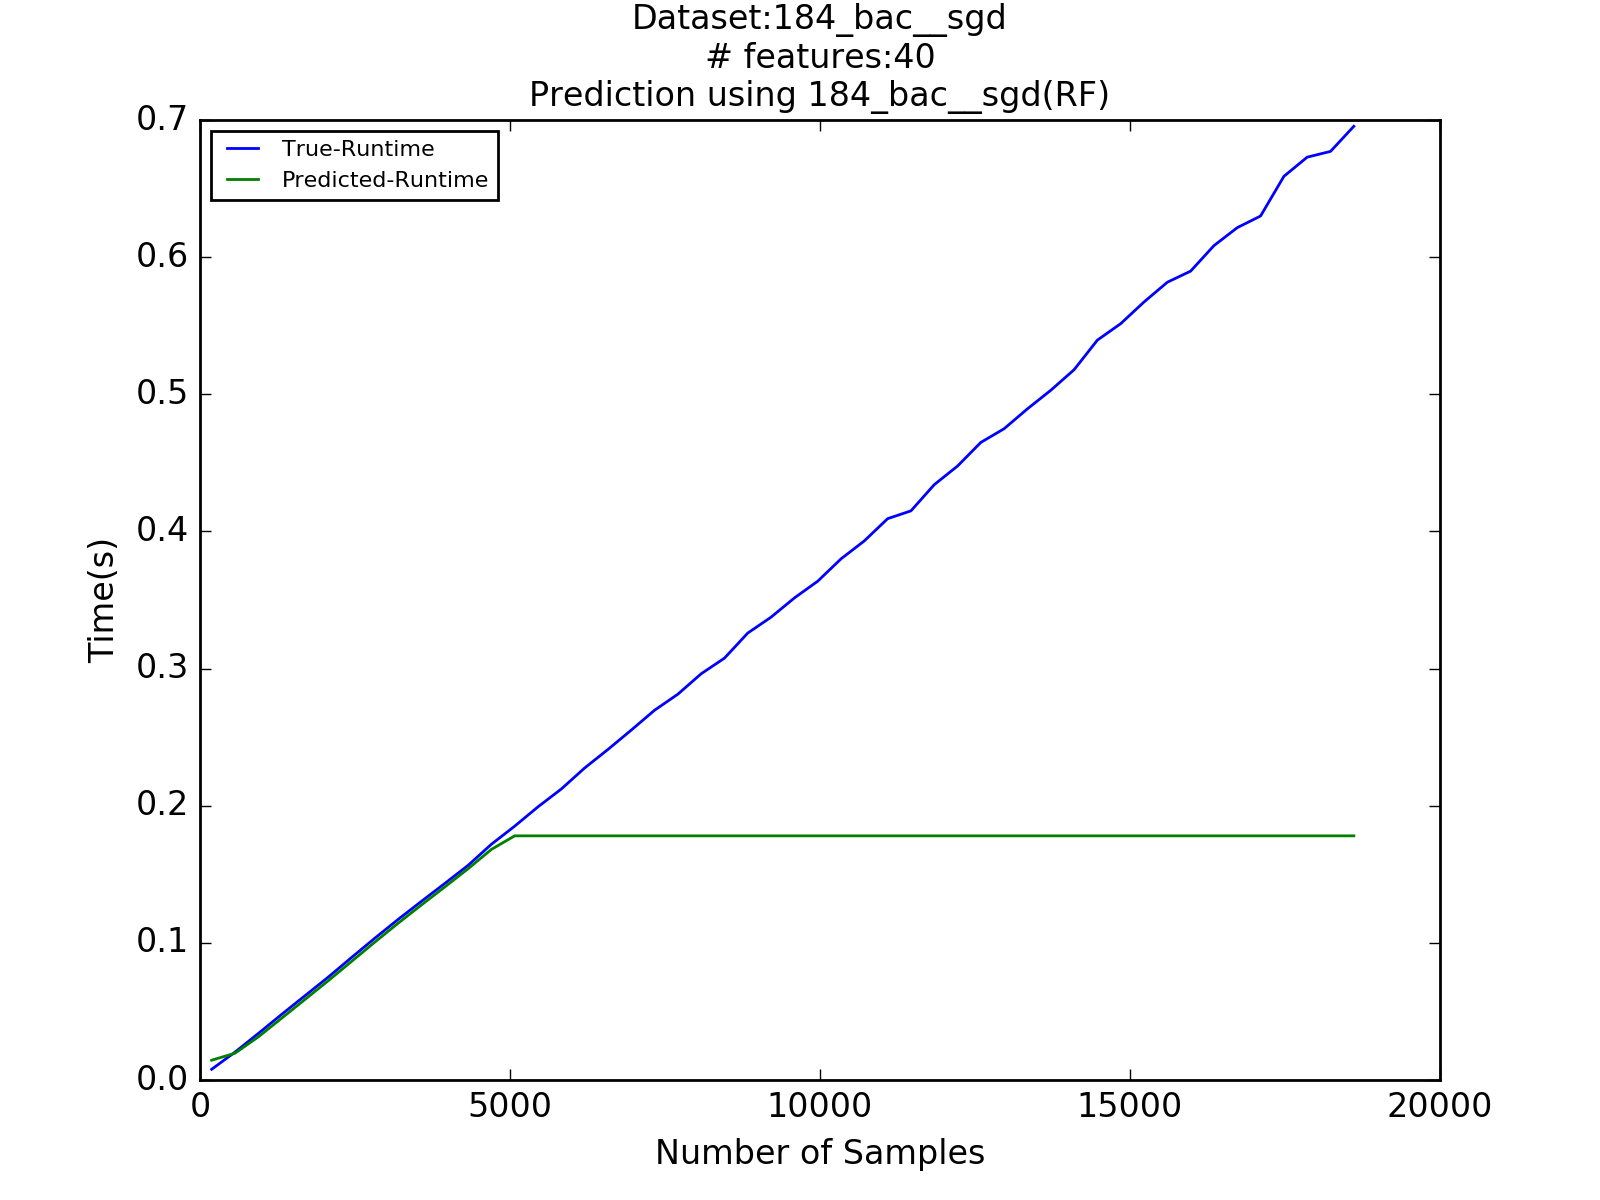 Dataset:184_bac__sgd
# features:40
Prediction using 184_bac__sgd(RF)
True-Runtime
Predicted-Runtime
0.7
0.6
0.5
0.4
0.3
0.2
0.1
0.0
Time(s)
0 5000 10000 15000 20000
Number of Samples